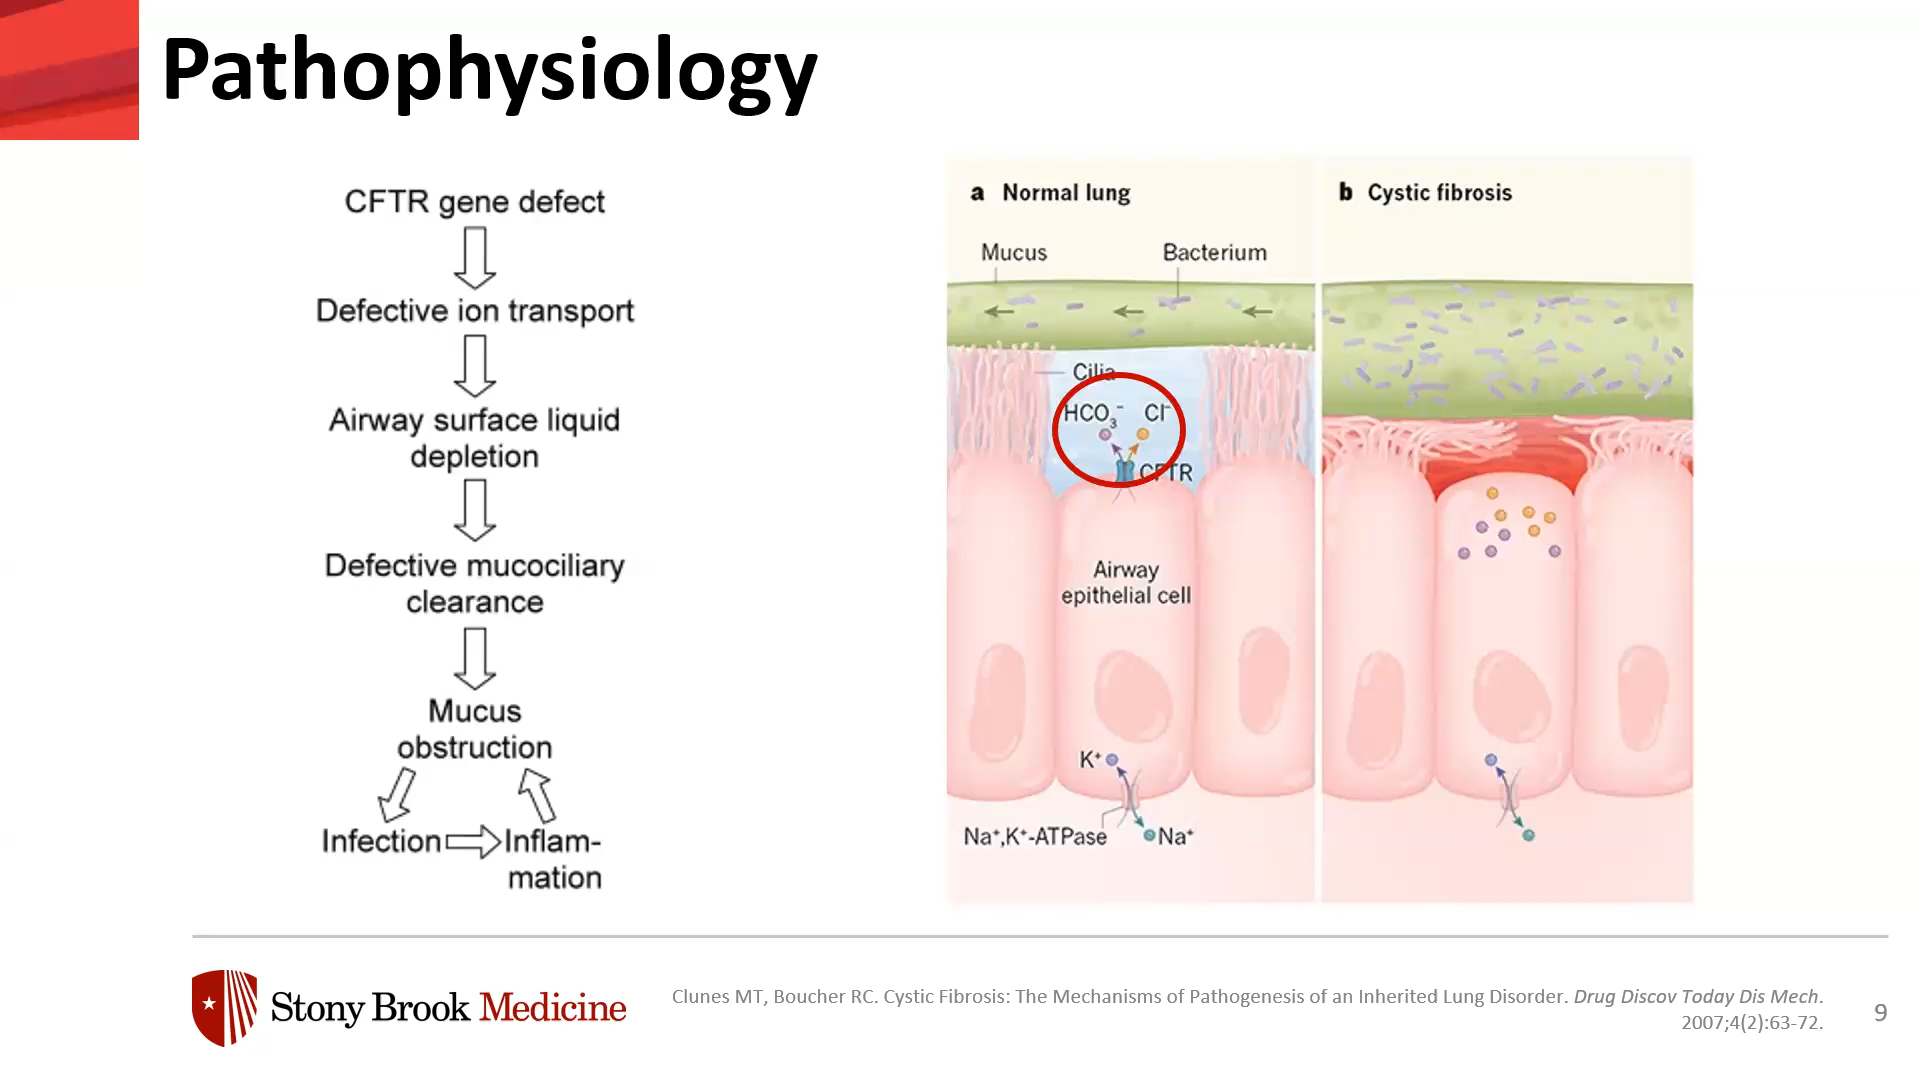 Pathophysiology
CFTR gene defect
Defective ion transport
Airway surface liquid
depletion
Defective mucociliary
clearance
Mucus
obstruction
Infection
Inflam-
mation
a Normal lung
Mucus
Bacterium
Cilia
HCO₃⁻ Cl⁻
CFTR
Airway
epithelial cell
K⁺
Na⁺,K⁺-ATPase
Na⁺
b Cystic fibrosis
Stony Brook Medicine
Clunes MT, Boucher RC. Cystic Fibrosis: The Mechanisms of Pathogenesis of an Inherited Lung Disorder. Drug Discov Today Dis Mech.
2007;4(2):63-72.
9